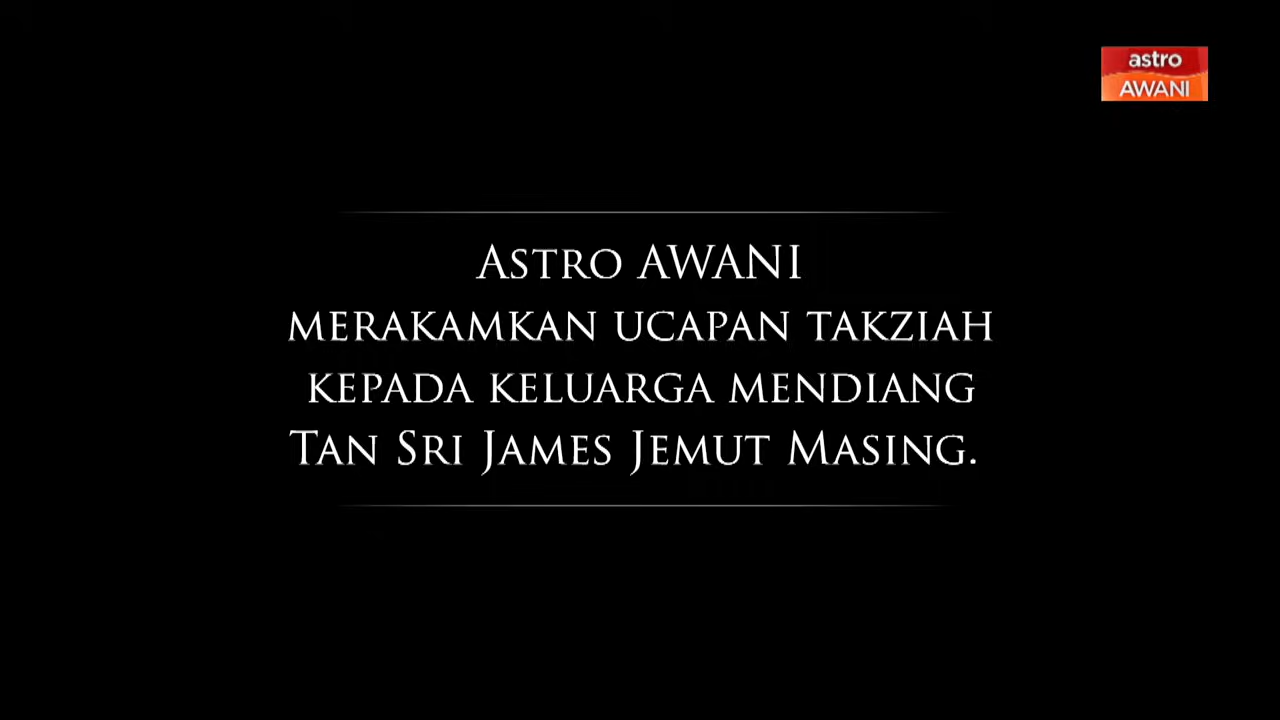 astro
AWANI
Astro AWANI
merakamkan ucapan takziah
kepada keluarga mendiang
Tan Sri James Jemut Masing.